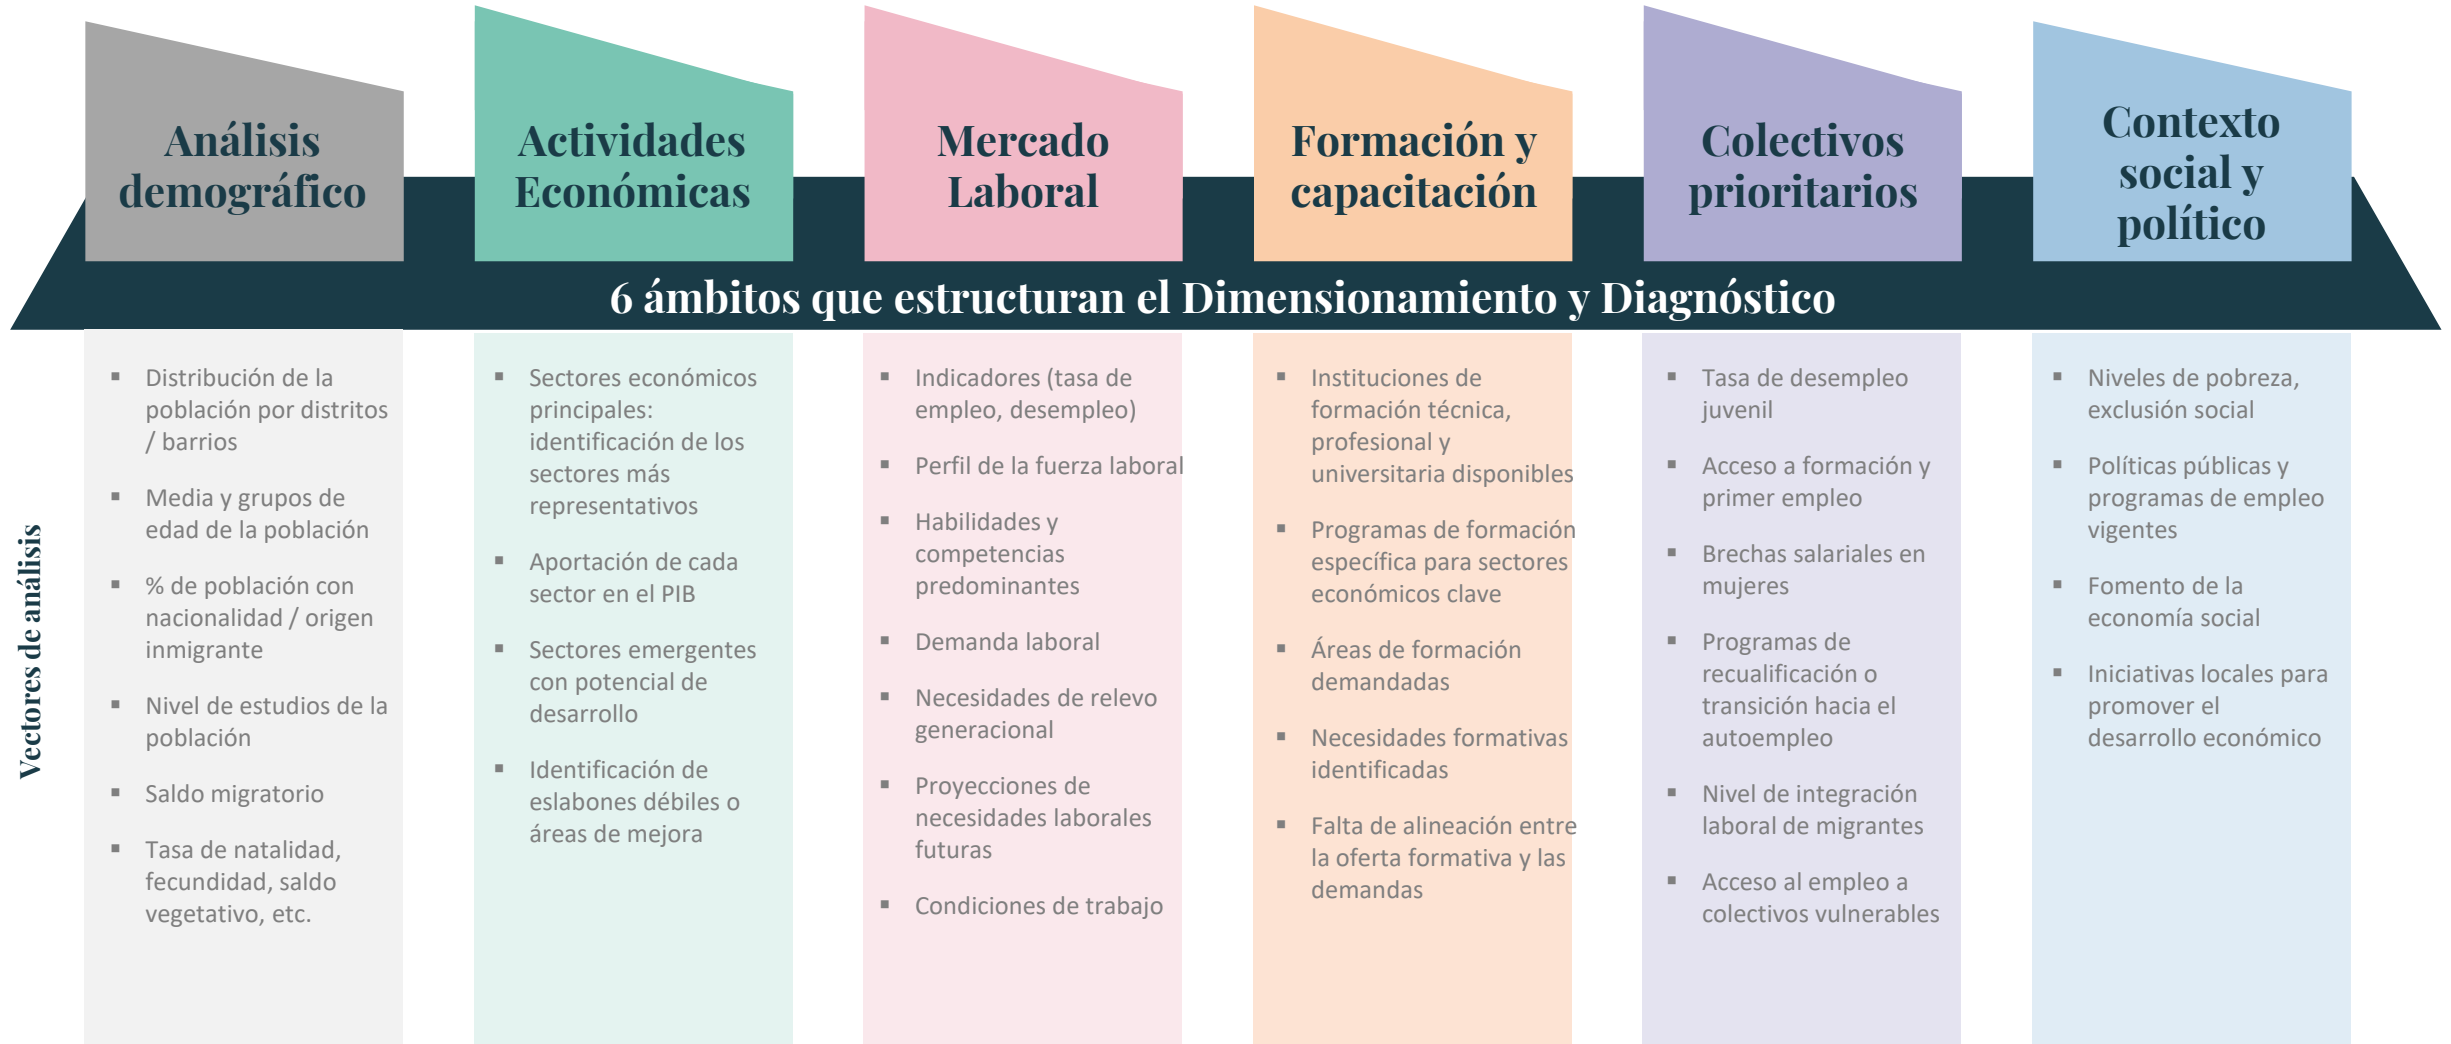 Análisis
demográfico
Actividades
Económicas
Mercado
Laboral
Formación y
capacitación
Colectivos
prioritarios
Contexto
social y
político
6 ámbitos que estructuran el Dimensionamiento y Diagnóstico
Vectores de análisis
▪ Distribución de la
población por distritos
/ barrios
▪ Media y grupos de
edad de la población
▪ % de población con
nacionalidad / origen
inmigrante
▪ Nivel de estudios de la
población
▪ Saldo migratorio
▪ Tasa de natalidad,
fecundidad, saldo
vegetativo, etc.
▪ Sectores económicos
principales:
identificación de los
sectores más
representativos
▪ Aportación de cada
sector en el PIB
▪ Sectores emergentes
con potencial de
desarrollo
▪ Identificación de
eslabones débiles o
áreas de mejora
▪ Indicadores (tasa de
empleo, desempleo)
▪ Perfil de la fuerza laboral
▪ Habilidades y
competencias
predominantes
▪ Demanda laboral
▪ Necesidades de relevo
generacional
▪ Proyecciones de
necesidades laborales
futuras
▪ Condiciones de trabajo
▪ Instituciones de
formación técnica,
profesional y
universitaria disponibles
▪ Programas de formación
específica para sectores
económicos clave
▪ Áreas de formación
demandadas
▪ Necesidades formativas
identificadas
▪ Falta de alineación entre
la oferta formativa y las
demandas
▪ Tasa de desempleo
juvenil
▪ Acceso a formación y
primer empleo
▪ Brechas salariales en
mujeres
▪ Programas de
recualificación o
transición hacia el
autoempleo
▪ Nivel de integración
laboral de migrantes
▪ Acceso al empleo a
colectivos vulnerables
▪ Niveles de pobreza,
exclusión social
▪ Políticas públicas y
programas de empleo
vigentes
▪ Fomento de la
economía social
▪ Iniciativas locales para
promover el
desarrollo económico